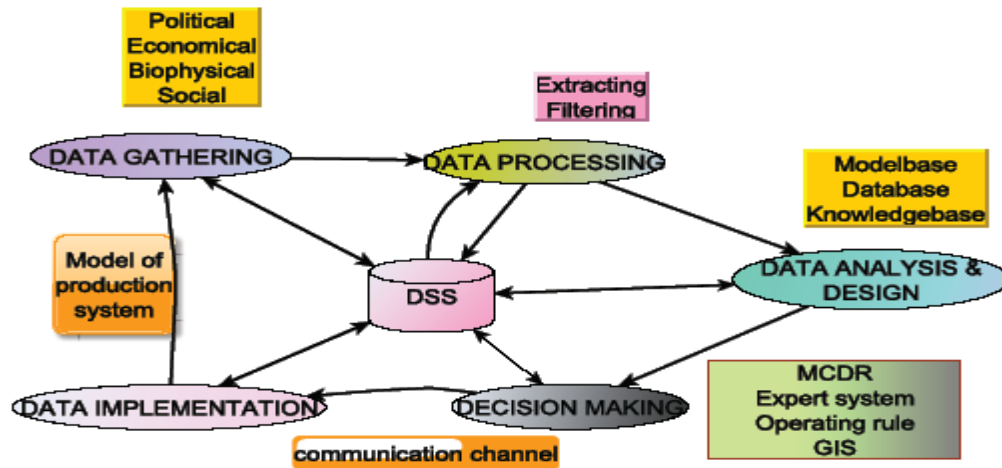 Political
Economical
Biophysical
Social
Extracting
Filtering
DATA GATHERING
DATA PROCESSING
Modelbase
Database
Knowledgebase
Model of
production
system
DSS
DATA ANALYSIS &
DESIGN
DATA IMPLEMENTATION
DECISION MAKING
MCDR
Expert system
Operating rule
GIS
communication channel